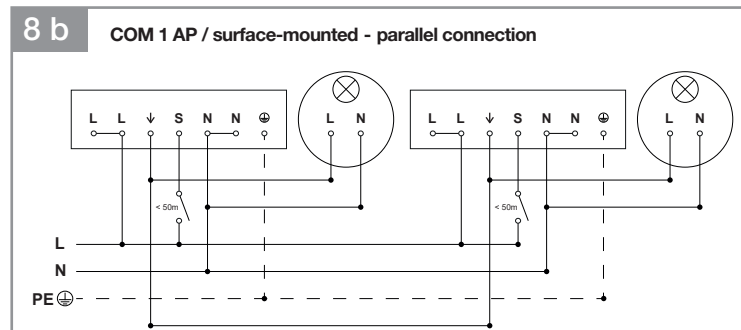 8 b COM 1 AP / surface-mounted - parallel connection
L L ↓ S N N L N L L ↓ S N N L N
< 50m < 50m
L
N
PE